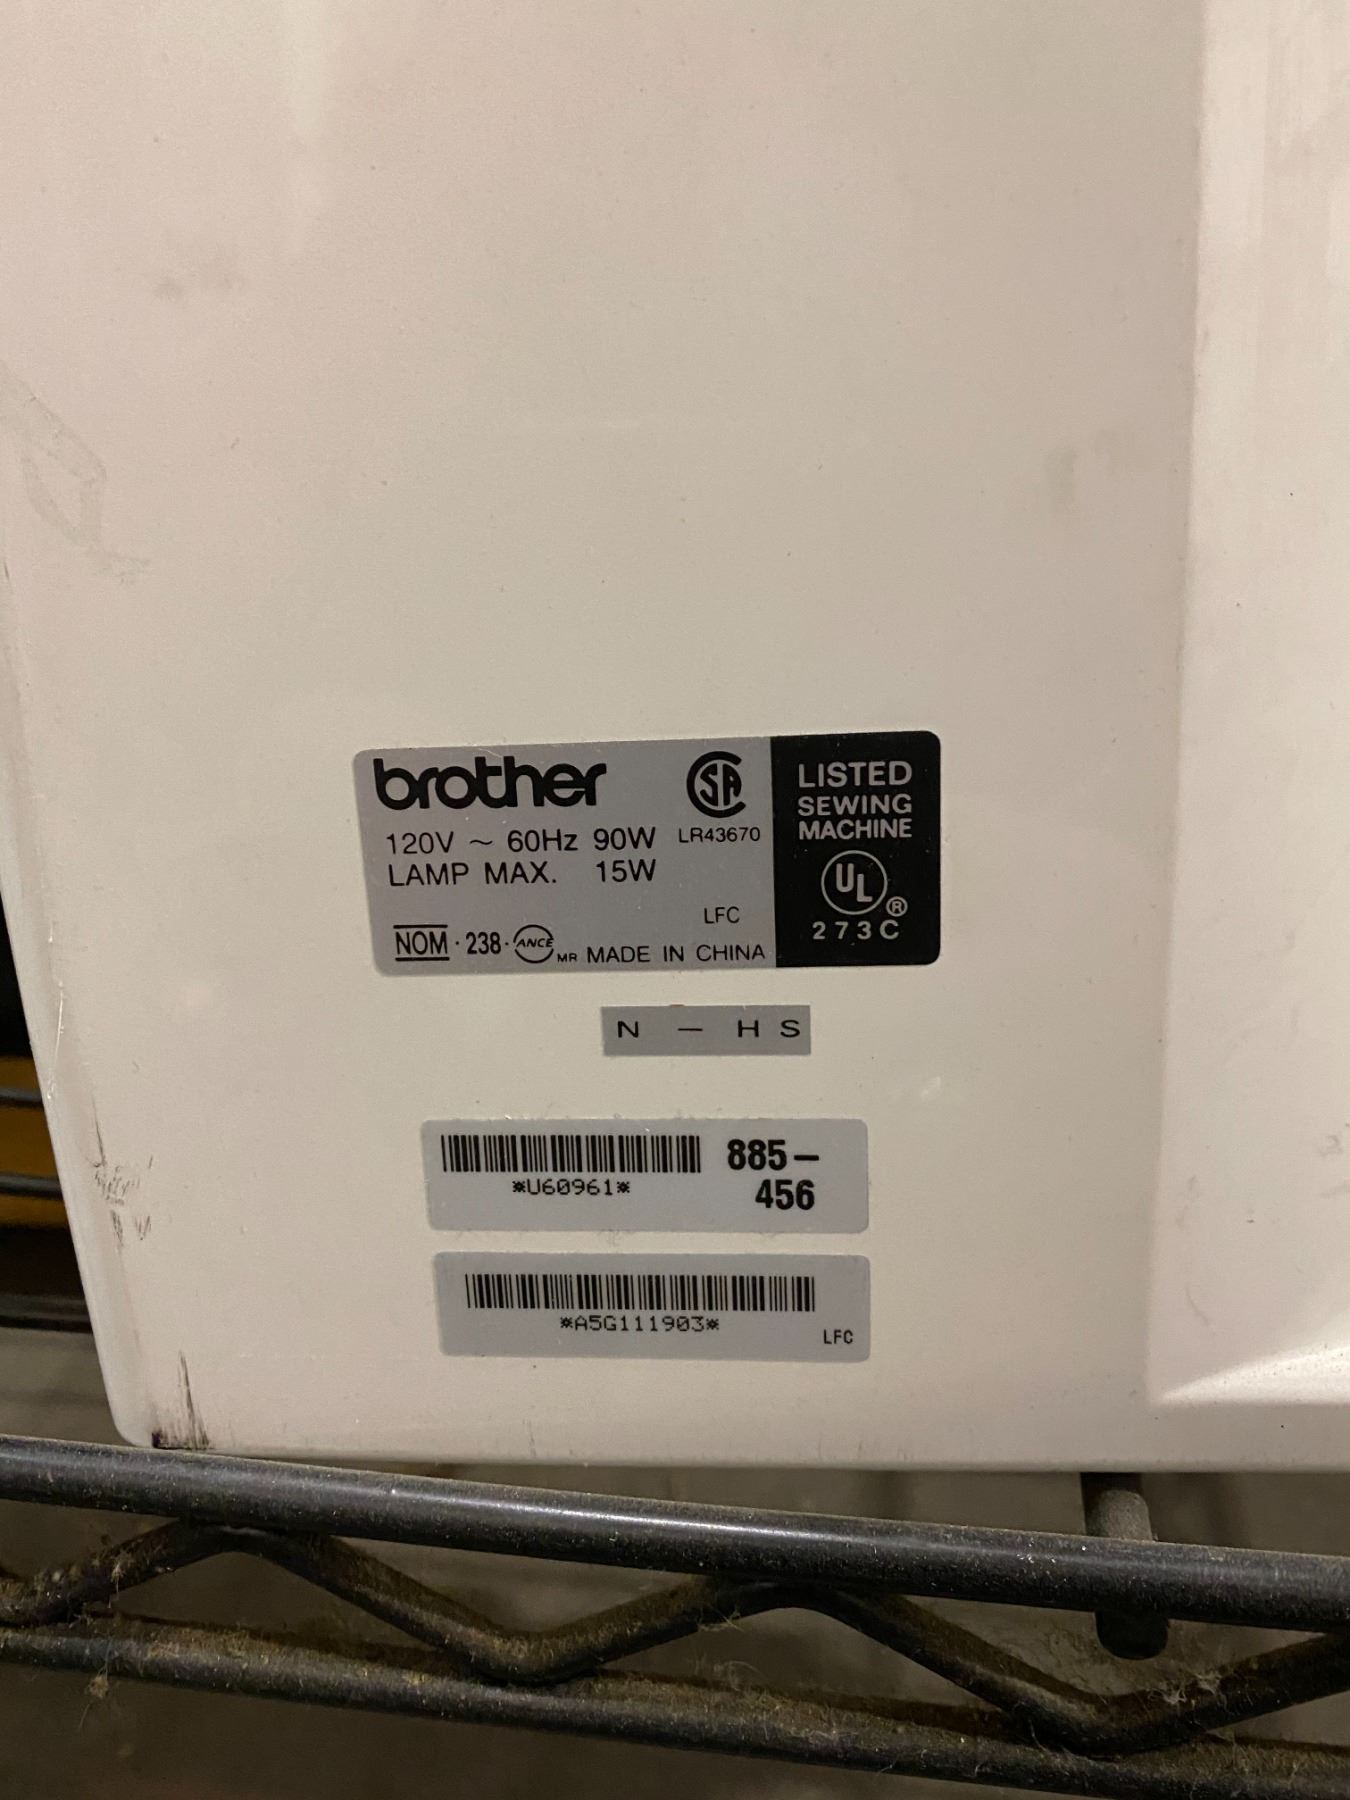 brother
SA
120V ~ 60Hz 90W LR43670
LAMP MAX. 15W
LFC
NOM · 238 · ANCE MR MADE IN CHINA
LISTED
SEWING
MACHINE
UL ®
273C
N — HS
885–
*U60961*
456
*A5G111903*
LFC